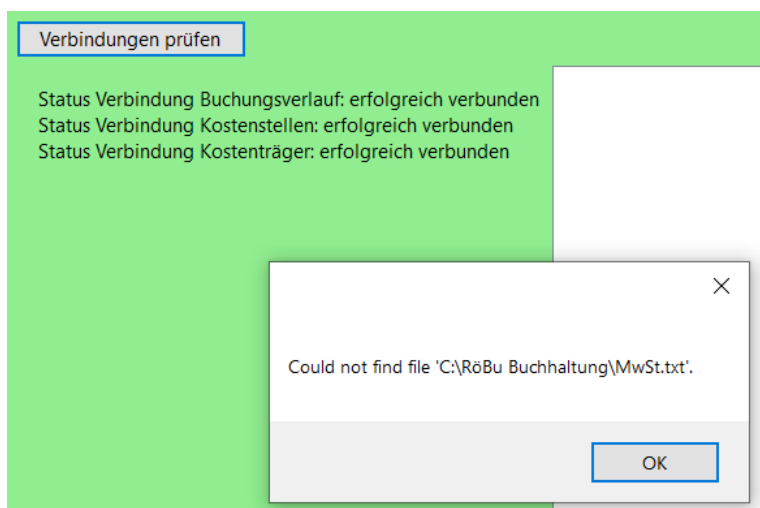 Verbindungen prüfen
Status Verbindung Buchungsverlauf: erfolgreich verbunden
Status Verbindung Kostenstellen: erfolgreich verbunden
Status Verbindung Kostenträger: erfolgreich verbunden
Could not find file 'C:\RöBu Buchhaltung\MwSt.txt'.
OK